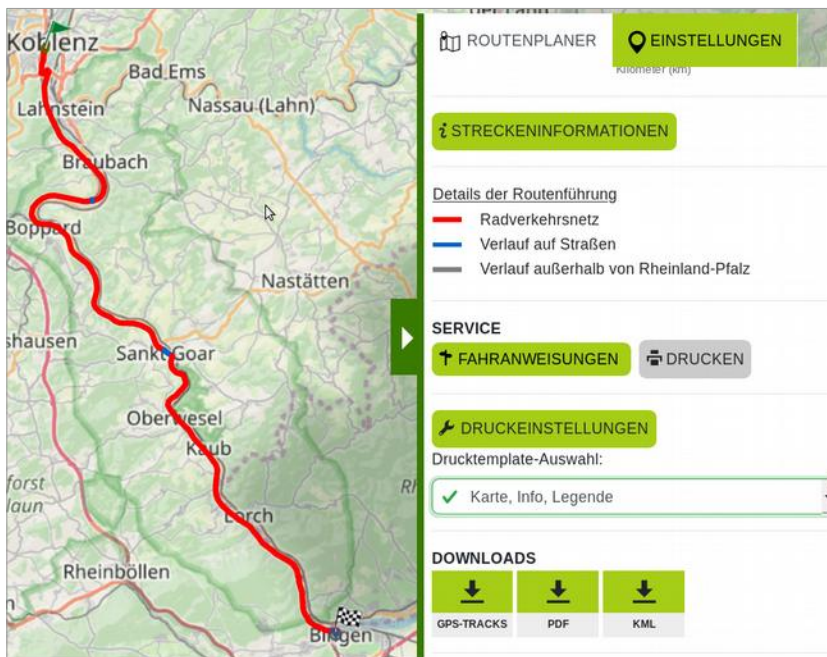 Koblenz
Bad Ems
Lahnstein
Nassau (Lahn)
Braubach
Boppard
Nastätten
shausen
Sankt Goar
Oberwesel
Kaub
forst
laun
Lorch
Rheinböllen
Bingen
ROUTENPLANER
EINSTELLUNGEN
Kilometer (km)
i STRECKENINFORMATIONEN
Details der Routenführung
Radverkehrsnetz
Verlauf auf Straßen
Verlauf außerhalb von Rheinland-Pfalz
SERVICE
FAHRANWEISUNGEN
DRUCKEN
DRUCKEINSTELLUNGEN
Drucktemplate-Auswahl:
Karte, Info, Legende
DOWNLOADS
GPS-TRACKS
PDF
KML